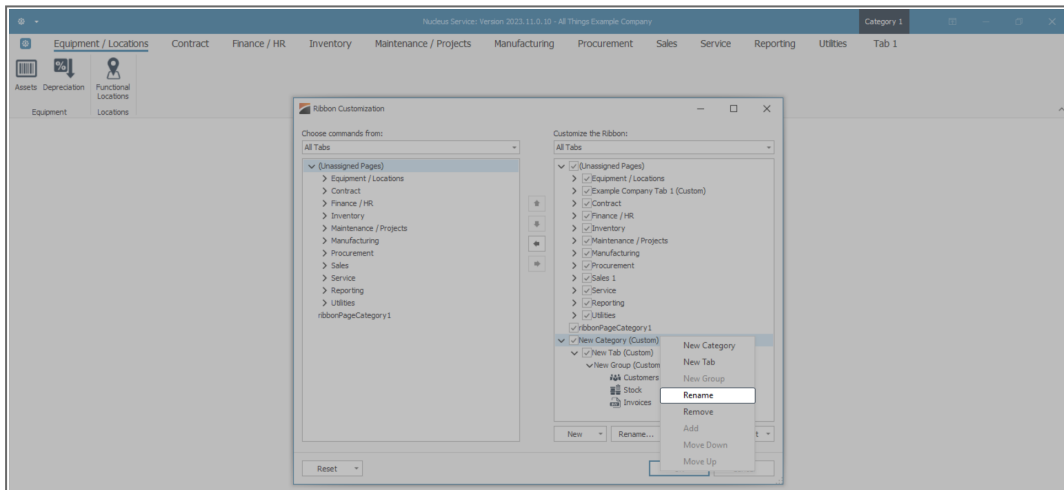 Nucleus Service: Version 2023.11.0.10 - All Things Example Company
Category 1
Equipment / Locations
Contract
Finance / HR
Inventory
Maintenance / Projects
Manufacturing
Procurement
Sales
Service
Reporting
Utilities
Tab 1
Assets
Depreciation
Functional
Locations
Equipment
Locations
Ribbon Customization
Choose commands from:
All Tabs
(Unassigned Pages)
Equipment / Locations
Contract
Finance / HR
Inventory
Maintenance / Projects
Manufacturing
Procurement
Sales
Service
Reporting
Utilities
ribbonPageCategory1
Reset
Customize the Ribbon:
All Tabs
(Unassigned Pages)
Equipment / Locations
Example Company Tab 1 (Custom)
Contract
Finance / HR
Inventory
Maintenance / Projects
Manufacturing
Procurement
Sales 1
Service
Reporting
Utilities
ribbonPageCategory1
New Category (Custom)
New Tab (Custom)
New Group (Custom
Customers
Stock
Invoices
New
Rename...
t
New Category
New Tab
New Group
Rename
Remove
Add
Move Down
Move Up